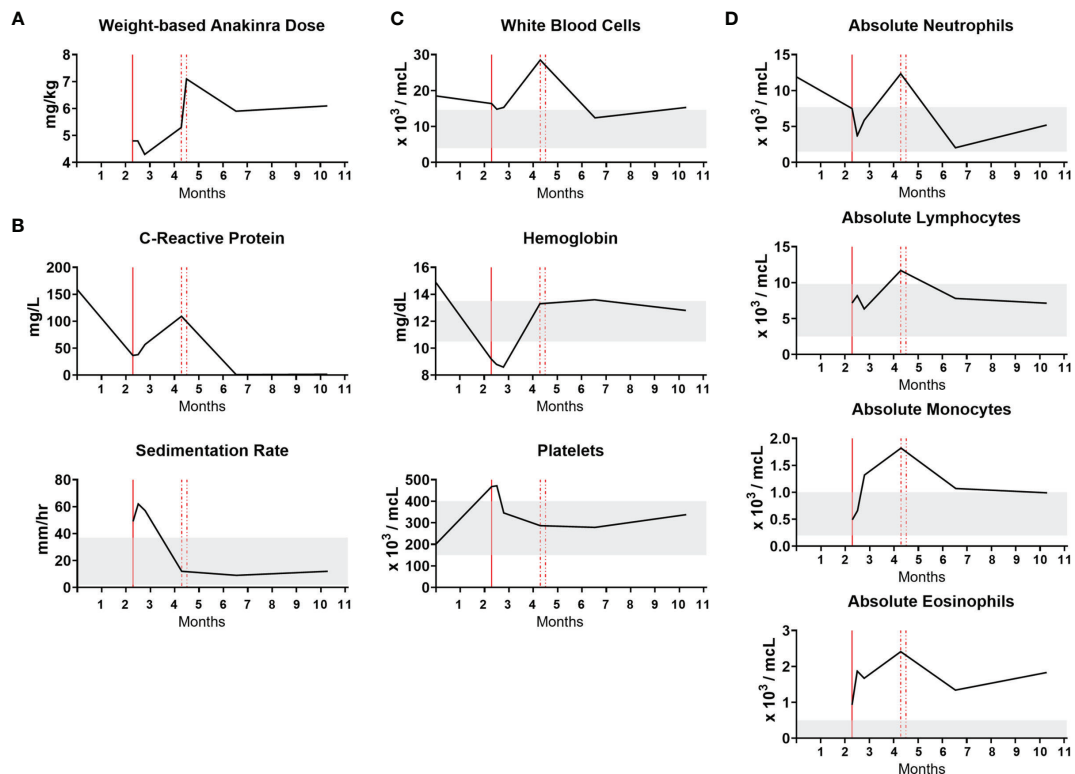 A
Weight-based Anakinra Dose
mg/kg
8
7
6
5
4
1 2 3 4 5 6 7 8 9 10 11
Months
B
C-Reactive Protein
mg/L
200
150
100
50
0
1 2 3 4 5 6 7 8 9 10 11
Months
Sedimentation Rate
mm/hr
80
60
40
20
0
1 2 3 4 5 6 7 8 9 10 11
Months
C
White Blood Cells
x 10³ / mcL
30
20
10
0
1 2 3 4 5 6 7 8 9 10 11
Months
Hemoglobin
mg/dL
16
14
12
10
8
1 2 3 4 5 6 7 8 9 10 11
Months
Platelets
x 10³ / mcL
500
400
300
200
100
0
1 2 3 4 5 6 7 8 9 10 11
Months
D
Absolute Neutrophils
x 10³ / mcL
15
10
5
0
1 2 3 4 5 6 7 8 9 10 11
Months
Absolute Lymphocytes
x 10³ / mcL
15
10
5
0
1 2 3 4 5 6 7 8 9 10 11
Months
Absolute Monocytes
x 10³ / mcL
2.0
1.5
1.0
0.5
0.0
1 2 3 4 5 6 7 8 9 10 11
Months
Absolute Eosinophils
x 10³ / mcL
3
2
1
0
1 2 3 4 5 6 7 8 9 10 11
Months